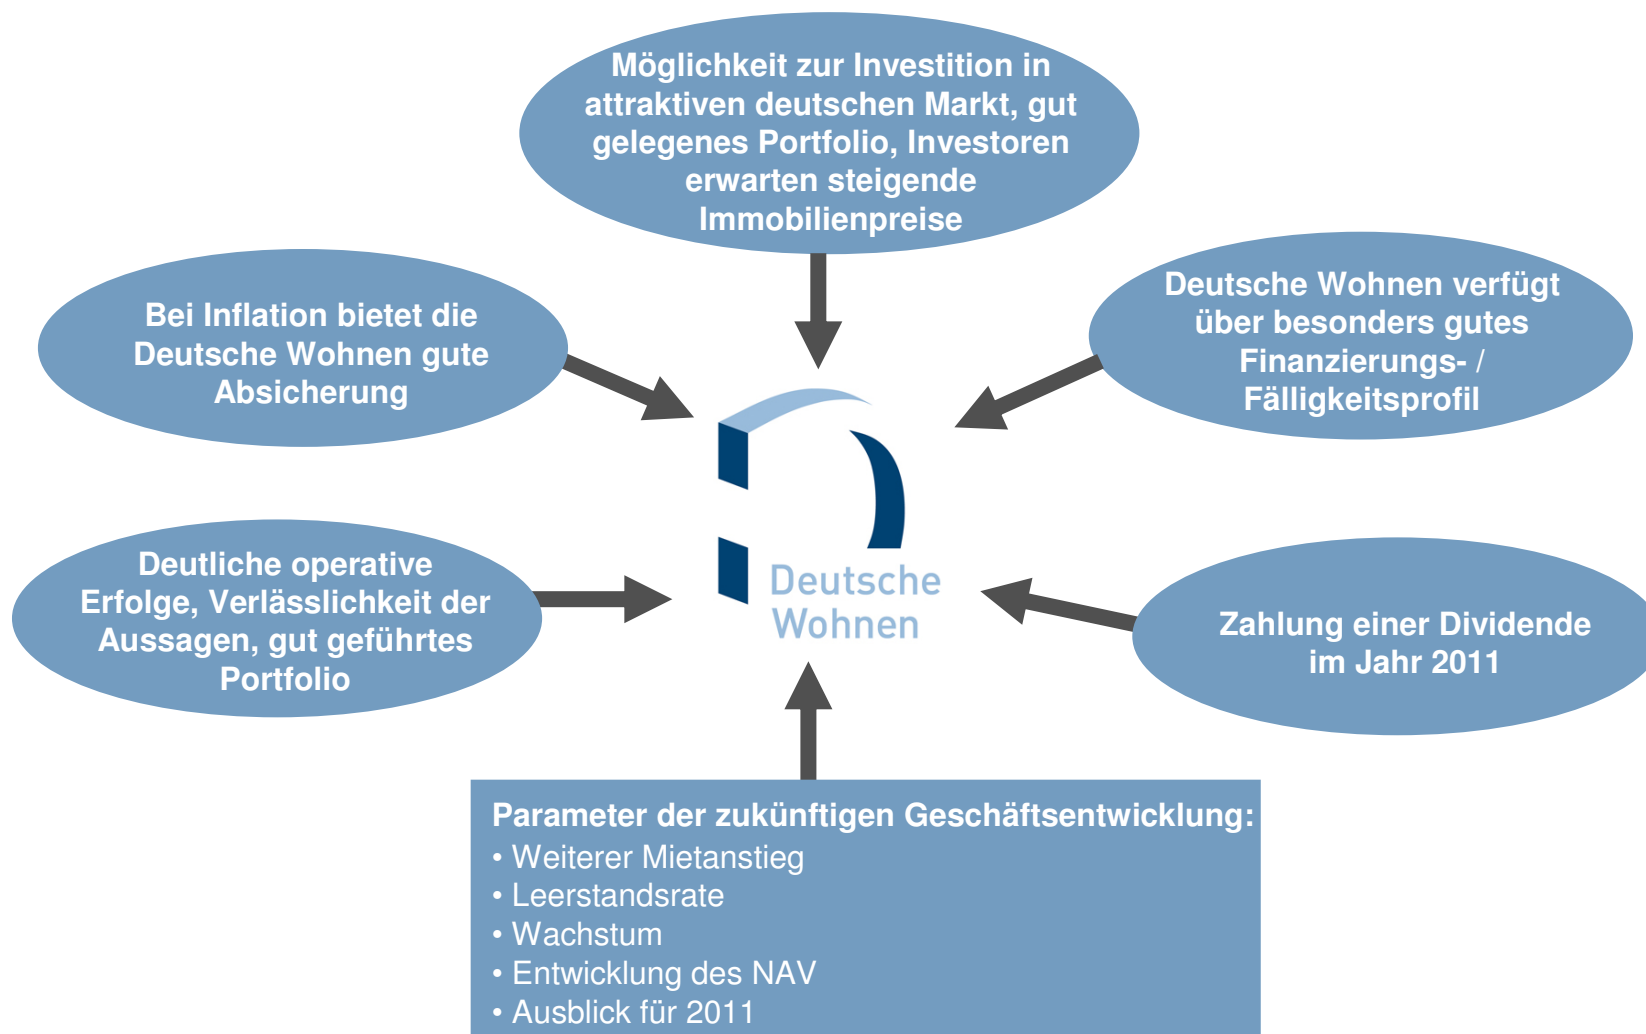 Möglichkeit zur Investition in
attraktiven deutschen Markt, gut
gelegenes Portfolio, Investoren
erwarten steigende
Immobilienpreise
Bei Inflation bietet die
Deutsche Wohnen gute
Absicherung
Deutsche Wohnen verfügt
über besonders gutes
Finanzierungs- /
Fälligkeitsprofil
Deutliche operative
Erfolge, Verlässlichkeit der
Aussagen, gut geführtes
Portfolio
Deutsche
Wohnen
Zahlung einer Dividende
im Jahr 2011
Parameter der zukünftigen Geschäftsentwicklung:
• Weiterer Mietanstieg
• Leerstandsrate
• Wachstum
• Entwicklung des NAV
• Ausblick für 2011